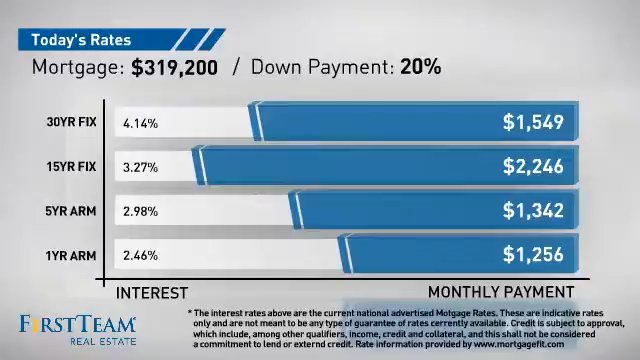 Today's Rates
Mortgage: $319,200 / Down Payment: 20%
30YR FIX 4.14% $1,549
15YR FIX 3.27% $2,246
5YR ARM 2.98% $1,342
1YR ARM 2.46% $1,256
INTEREST MONTHLY PAYMENT
FIRSTTEAM®
REAL ESTATE
* The interest rates above are the current national advertised Motgage Rates. These are indicative rates
only and are not meant to be any type of guarantee of rates cerrently available. Credit is subject to approval,
which include, among other qualifiers, income, credit and collateral, and this shall not be considered
a commitment to lend or externd credit. Rate information provided by www.mortgagefit.com